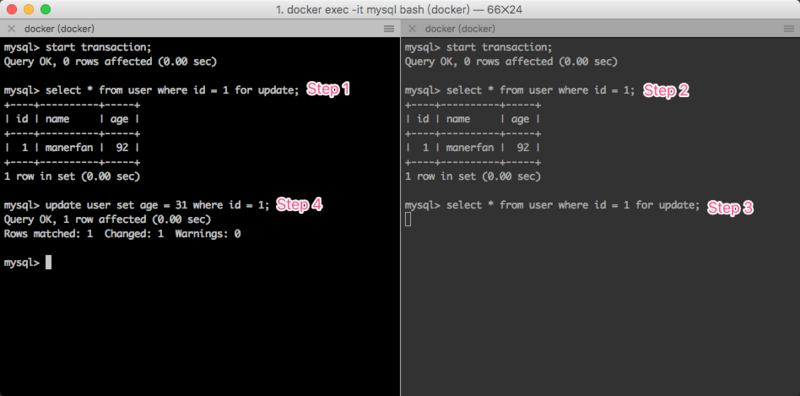 1. docker exec -it mysql bash (docker) — 66×24
docker (docker)
mysql> start transaction;
Query OK, 0 rows affected (0.00 sec)
mysql> select * from user where id = 1 for update; Step 1
+----+----------+-----+
| id | name     | age |
+----+----------+-----+
|  1 | manerfan |  92 |
+----+----------+-----+
1 row in set (0.00 sec)
mysql> update user set age = 31 where id = 1; Step 4
Query OK, 1 row affected (0.00 sec)
Rows matched: 1  Changed: 1  Warnings: 0
mysql>
docker (docker)
mysql> start transaction;
Query OK, 0 rows affected (0.00 sec)
mysql> select * from user where id = 1; Step 2
+----+----------+-----+
| id | name     | age |
+----+----------+-----+
|  1 | manerfan |  92 |
+----+----------+-----+
1 row in set (0.00 sec)
mysql> select * from user where id = 1 for update; Step 3